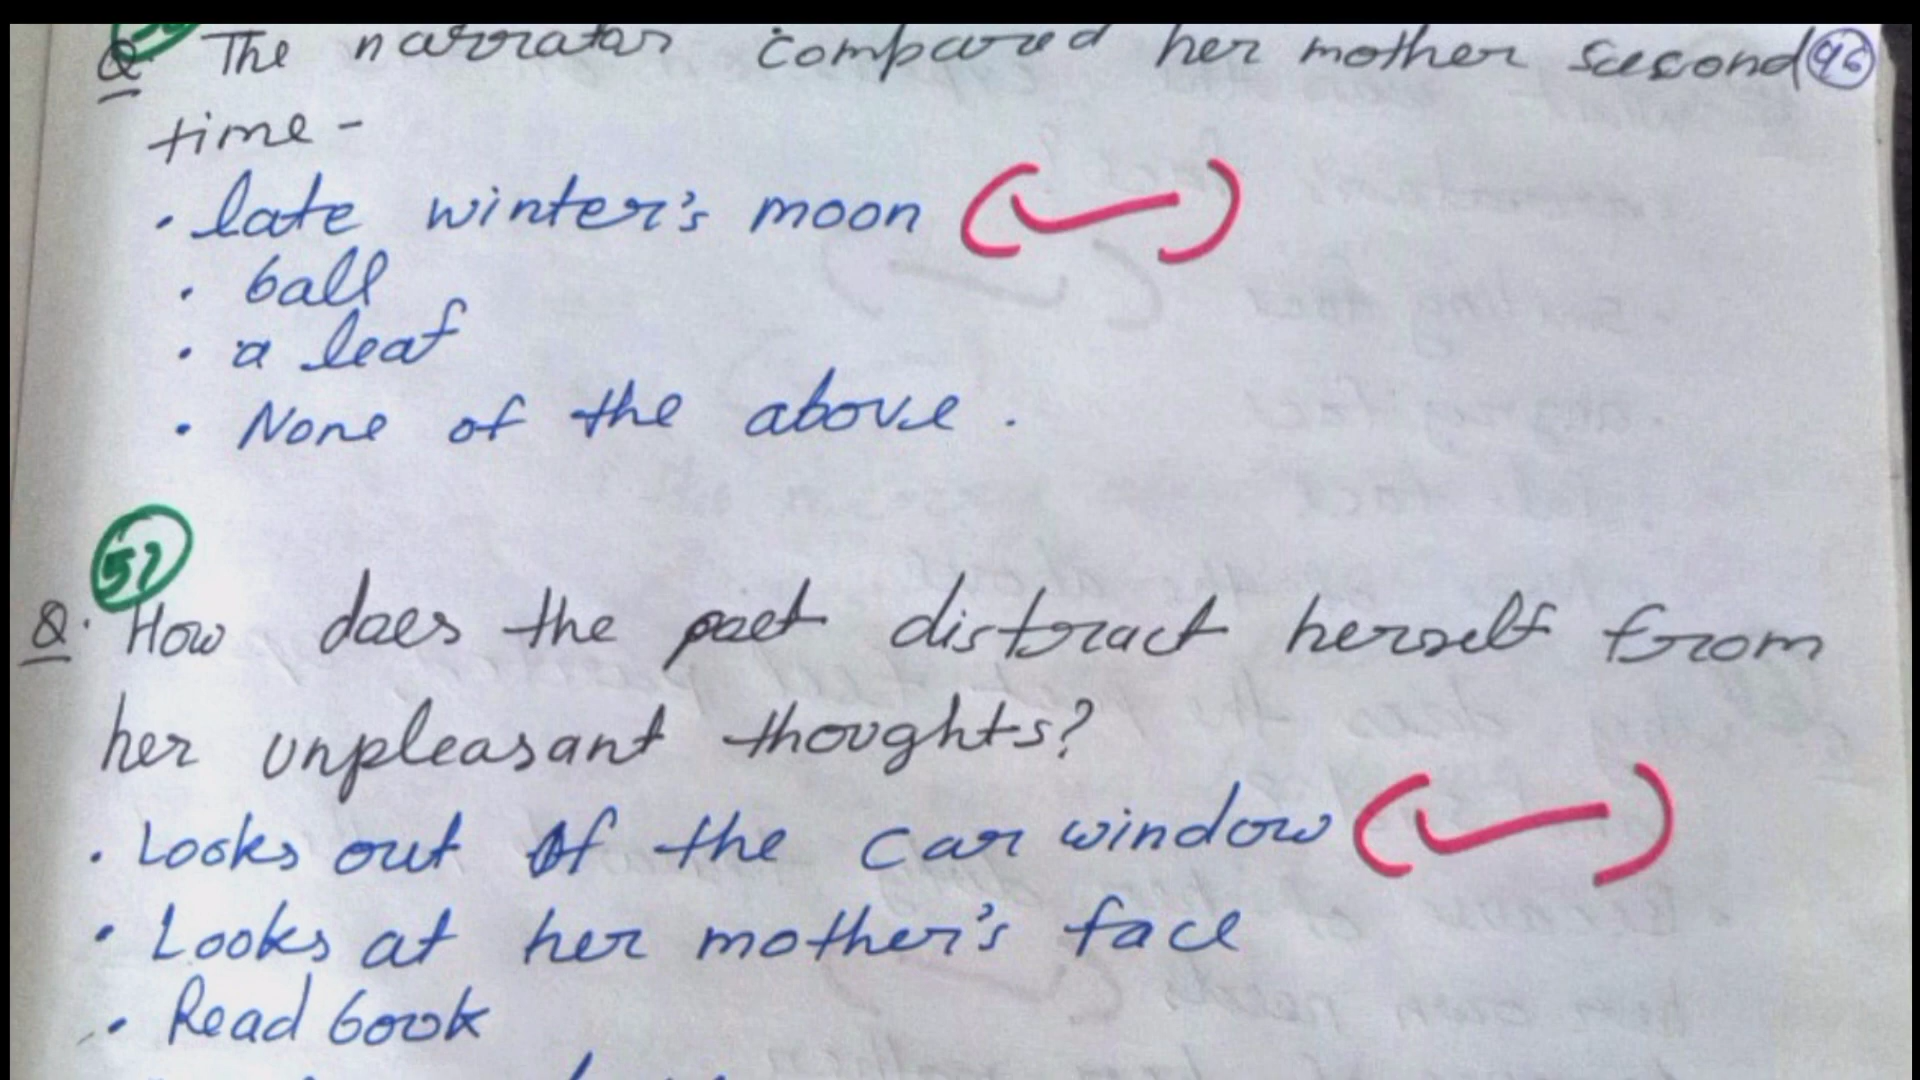 Q The narrator compared her mother second 96
time -
. late winter's moon (✓)
. ball
. a leaf
. None of the above .
57
Q. How does the poet distract herself from
her unpleasant thoughts?
. Looks out of the car window (✓)
. Looks at her mother's face
. Read book